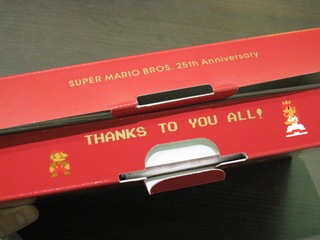 SUPER MARIO BROS. 25th Anniversary
THANKS TO YOU ALL!